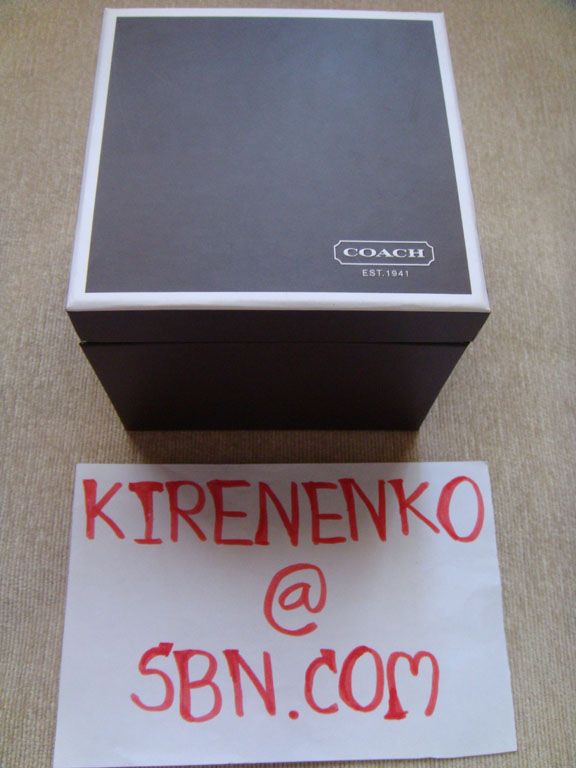 COACH
EST. 1941
KIRENENKO
@
SBN.COM